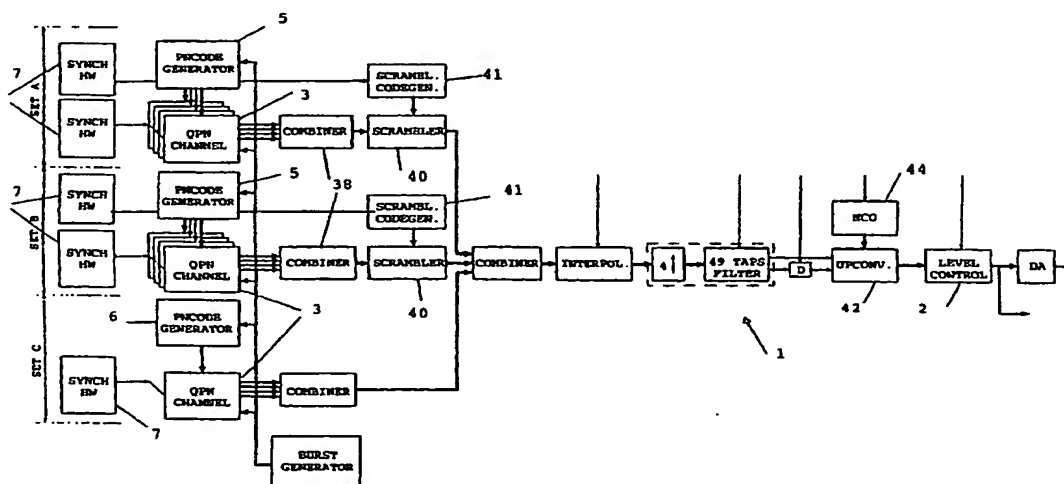 SET A
7
SYNCH HW
SYNCH HW
PNCODE GENERATOR
5
QPN CHANNEL
3
COMBINER
38
SCRAMBL. CODEGEN.
41
SCRAMBLER
40
SET B
7
SYNCH HW
SYNCH HW
PNCODE GENERATOR
5
QPN CHANNEL
3
COMBINER
SCRAMBL. CODEGEN.
41
SCRAMBLER
40
COMBINER
INTERPOL.
4
49 TAPS FILTER
1
D
NCO
44
UPCONV.
42
LEVEL CONTROL
2
DA
SET C
6
PNCODE GENERATOR
SYNCH HW
7
QPN CHANNEL
COMBINER
BURST GENERATOR